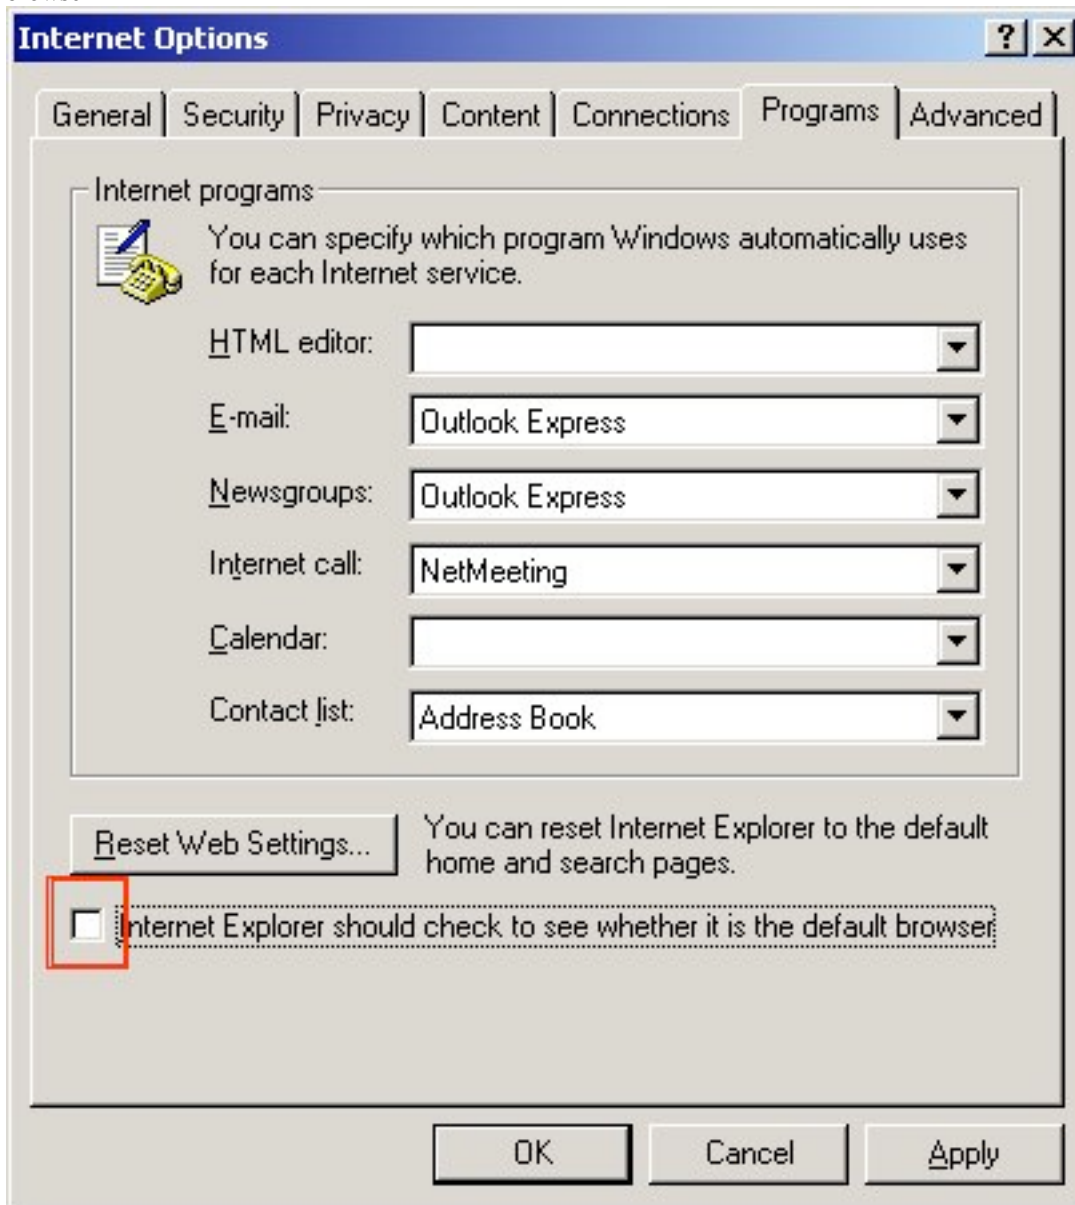 Internet Options
General Security Privacy Content Connections Programs Advanced
Internet programs
You can specify which program Windows automatically uses
for each Internet service.
HTML editor:
E-mail: Outlook Express
Newsgroups: Outlook Express
Internet call: NetMeeting
Calendar:
Contact list: Address Book
Reset Web Settings... You can reset Internet Explorer to the default
home and search pages.
Internet Explorer should check to see whether it is the default browser
OK Cancel Apply